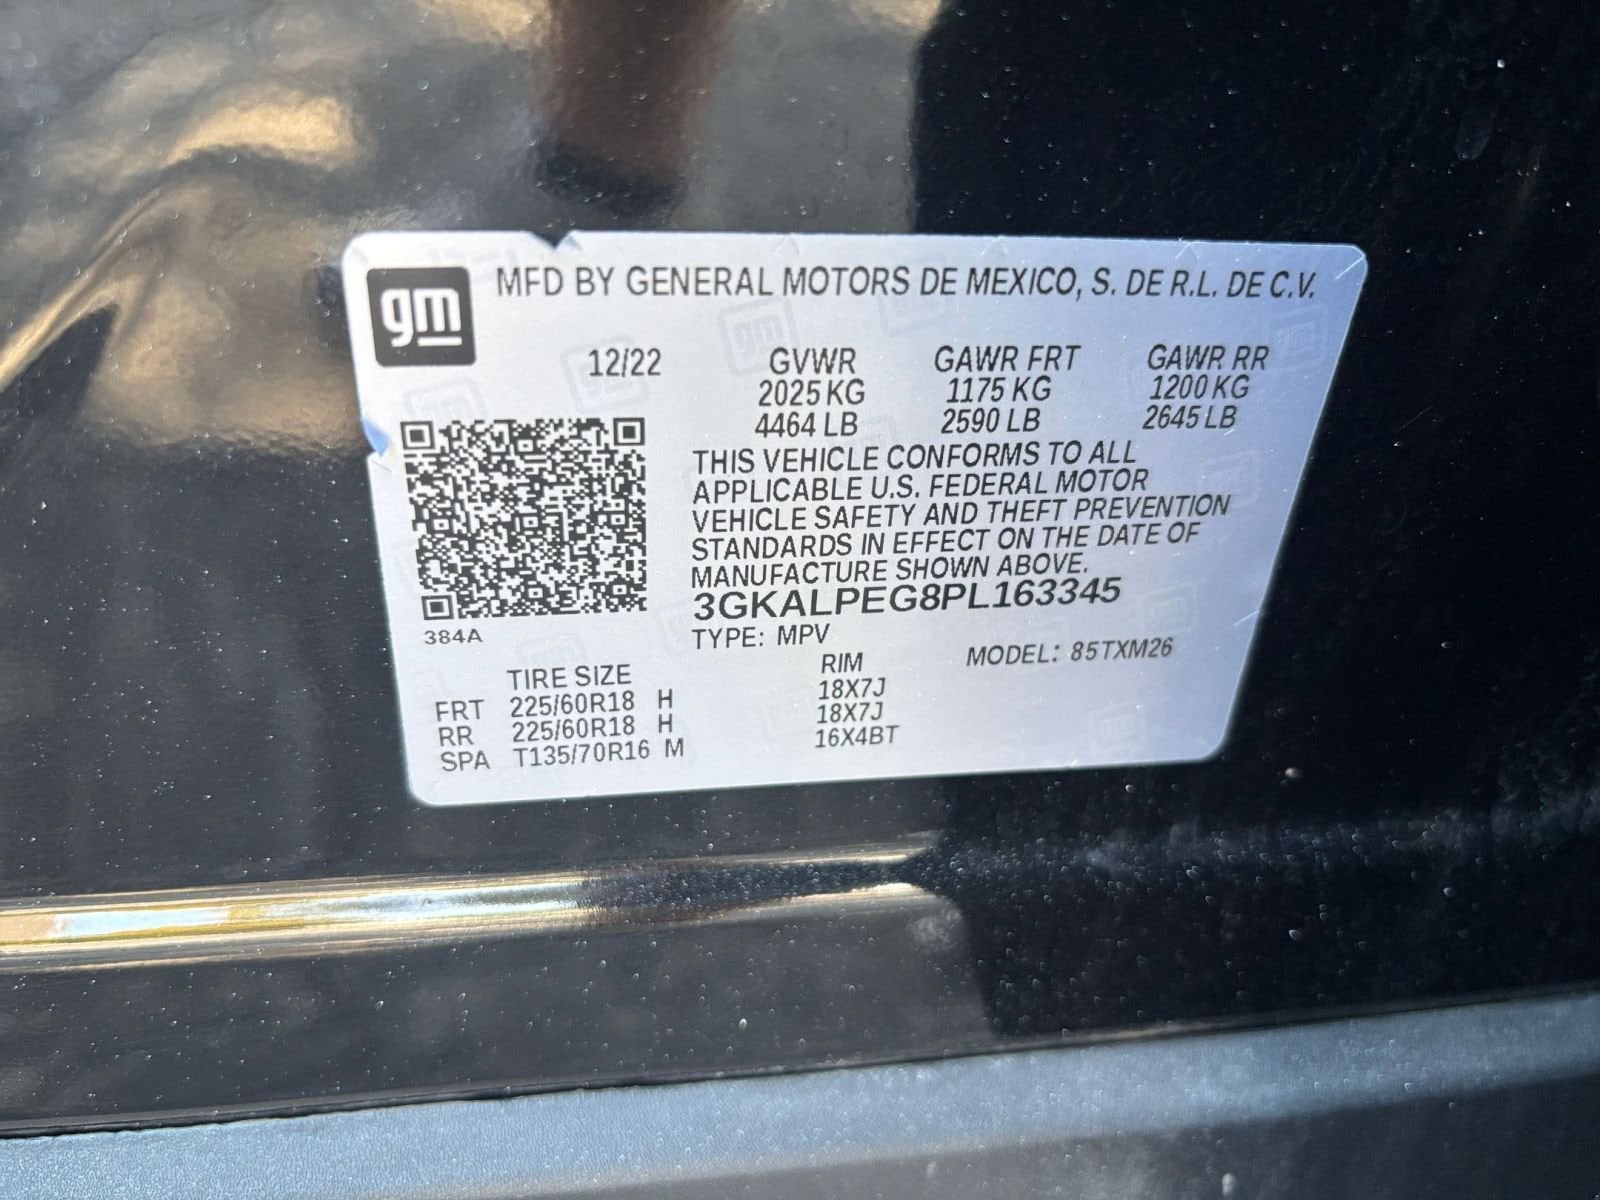 gm MFD BY GENERAL MOTORS DE MEXICO, S. DE R.L. DE C.V.
12/22 GVWR GAWR FRT GAWR RR
2025 KG 1175 KG 1200 KG
4464 LB 2590 LB 2645 LB
THIS VEHICLE CONFORMS TO ALL
APPLICABLE U.S. FEDERAL MOTOR
VEHICLE SAFETY AND THEFT PREVENTION
STANDARDS IN EFFECT ON THE DATE OF
MANUFACTURE SHOWN ABOVE.
3GKALPEG8PL163345
384A
TYPE: MPV MODEL: 85TXM26
TIRE SIZE RIM
FRT 225/60R18 H 18X7J
RR 225/60R18 H 18X7J
SPA T135/70R16 M 16X4BT